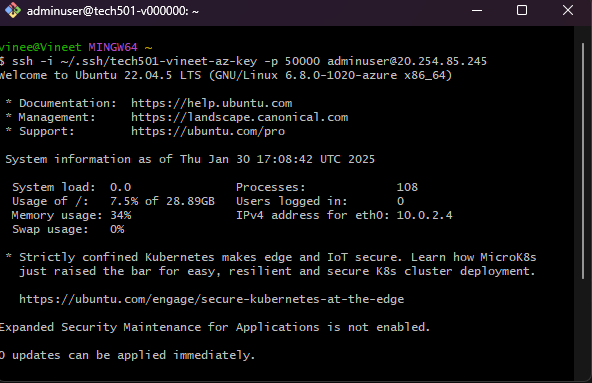 adminuser@tech501-v000000: ~
vinee@Vineet MINGW64 ~
$ ssh -i ~/.ssh/tech501-vineet-az-key -p 50000 adminuser@20.254.85.245
Welcome to Ubuntu 22.04.5 LTS (GNU/Linux 6.8.0-1020-azure x86_64)
* Documentation:  https://help.ubuntu.com
* Management:     https://landscape.canonical.com
* Support:        https://ubuntu.com/pro
System information as of Thu Jan 30 17:08:42 UTC 2025
System load:  0.0                Processes:             108
Usage of /:   7.5% of 28.89GB   Users logged in:       0
Memory usage: 34%                IPv4 address for eth0: 10.0.2.4
Swap usage:   0%
* Strictly confined Kubernetes makes edge and IoT secure. Learn how MicroK8s
just raised the bar for easy, resilient and secure K8s cluster deployment.
https://ubuntu.com/engage/secure-kubernetes-at-the-edge
Expanded Security Maintenance for Applications is not enabled.
0 updates can be applied immediately.